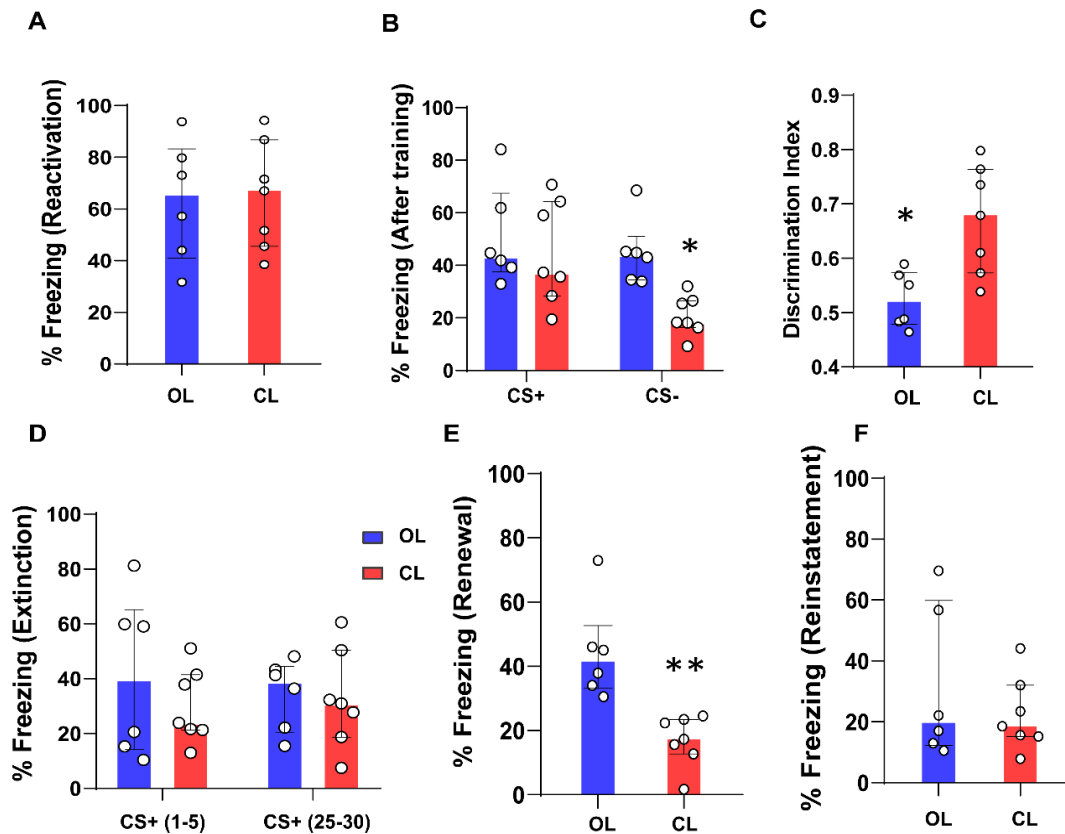 A
% Freezing (Reactivation)
100
80
60
40
20
0
OL CL
B
% Freezing (After training)
100
80
60
40
20
0
*
CS+ CS-
C
Discrimination Index
0.9
0.8
0.7
0.6
0.5
0.4
*
OL CL
D
% Freezing (Extinction)
100
80
60
40
20
0
OL
CL
CS+ (1-5) CS+ (25-30)
E
% Freezing (Renewal)
100
80
60
40
20
0
**
OL CL
F
% Freezing (Reinstatement)
100
80
60
40
20
0
OL CL